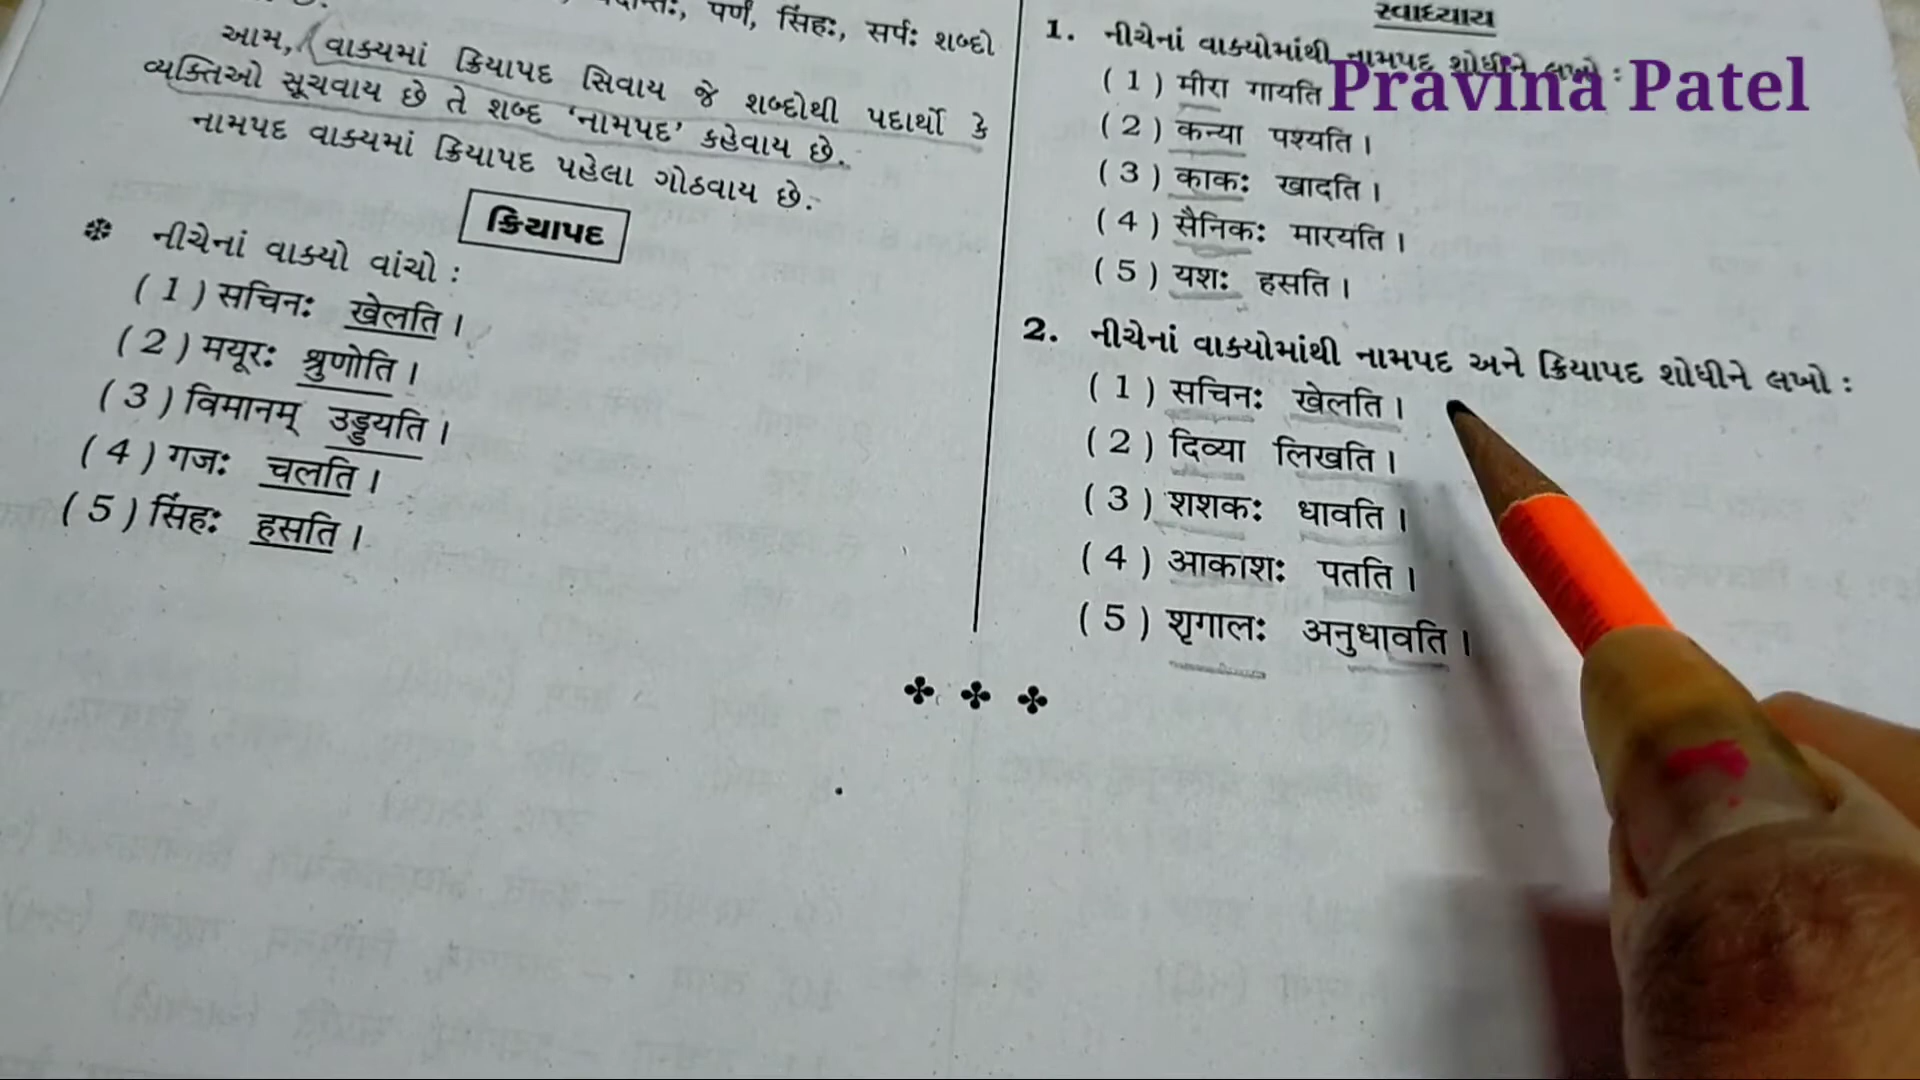 पर्णं, सिंहः, सर्पः શબ્દો
આમ, વાક્યમાં ક્રિયાપદ સિવાય જે શબ્દોથી પદાર્થો કે
વ્યક્તિઓ સૂચવાય છે તે શબ્દ ‘નામપદ’ કહેવાય છે.
નામપદ વાક્યમાં ક્રિયાપદ પહેલા ગોઠવાય છે.
ક્રિયાપદ
નીચેનાં વાક્યો વાંચો :
( 1 ) सचिनः खेलति ।
( 2 ) मयूरः श्रुणोति ।
( 3 ) विमानम् उड्डयति ।
( 4 ) गजः चलति ।
( 5 ) सिंहः हसति ।
સ્વાધ્યાય
1. નીચેનાં વાક્યોમાંથી નામપદ શોધીને લખો :
( 1 ) मीरा गायति
( 2 ) कन्या पश्यति ।
( 3 ) काकः खादति ।
( 4 ) सैनिकः मारयति ।
( 5 ) यशः हसति ।
2. નીચેનાં વાક્યોમાંથી નામપદ અને ક્રિયાપદ શોધીને લખો :
( 1 ) सचिनः खेलति ।
( 2 ) दिव्या लिखति ।
( 3 ) शशकः धावति ।
( 4 ) आकाशः पतति ।
( 5 ) शृगालः अनुधावति ।
Pravina Patel